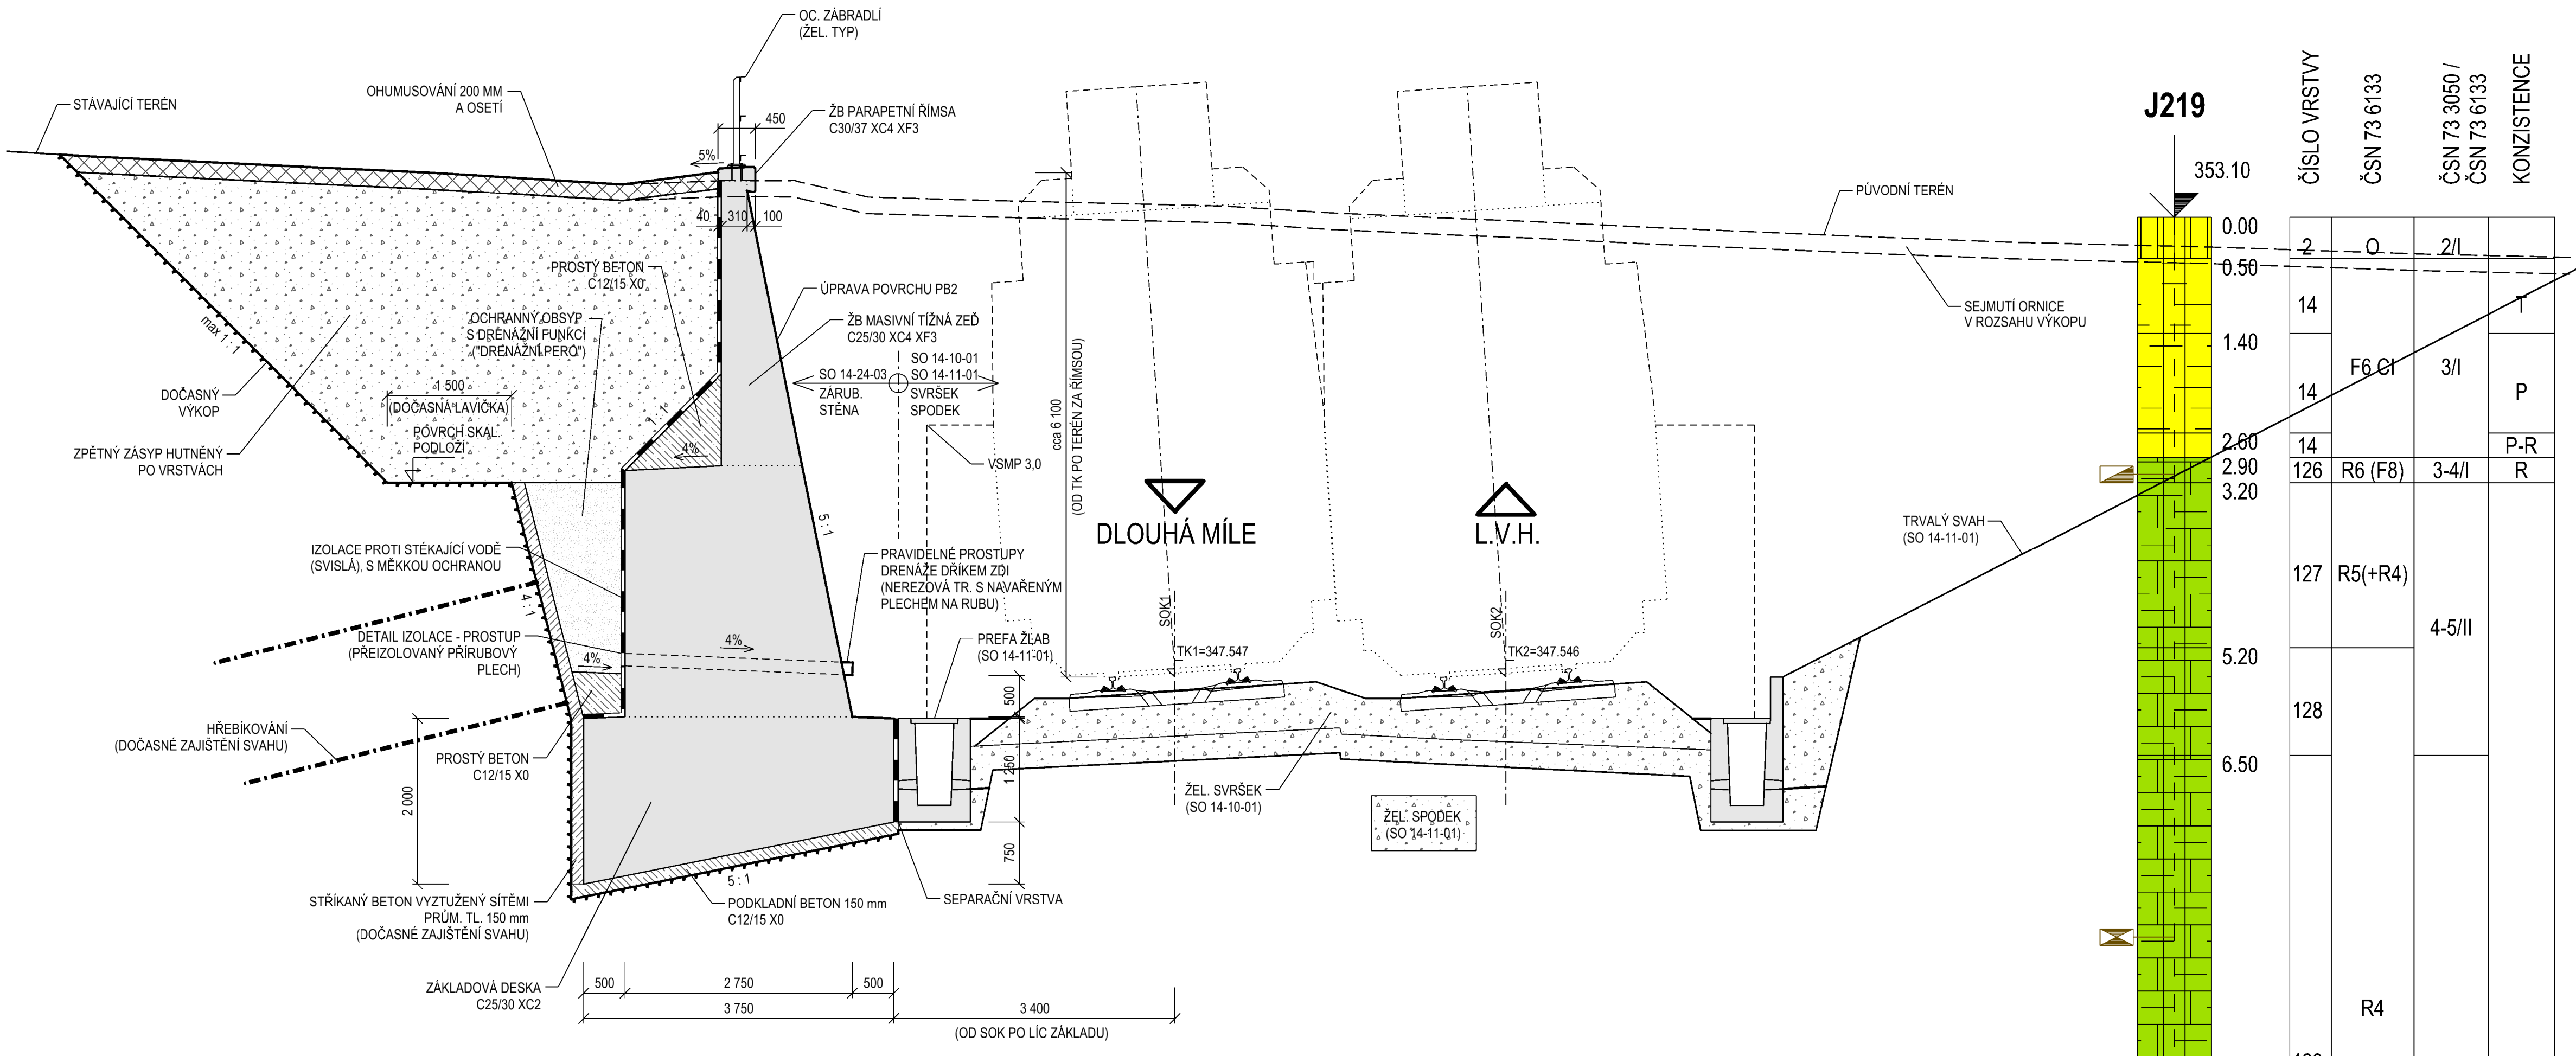 OC. ZÁBRADLÍ
(ŽEL. TYP)
STÁVAJÍCÍ TERÉN
OHUMUSOVÁNÍ 200 MM
A OSETÍ
450
ŽB PARAPETNÍ ŘÍMSA
C30/37 XC4 XF3
5%
40
310
100
PŮVODNÍ TERÉN
SEJMUTÍ ORNICE
V ROZSAHU VÝKOPU
PROSTÝ BETON
C12/15 X0
ÚPRAVA POVRCHU PB2
ŽB MASIVNÍ TÍŽNÁ ZEĎ
C25/30 XC4 XF3
OCHRANNÝ OBSYP
S DRENÁŽNÍ FUNKCÍ
("DRENÁŽNÍ PERO")
max 1 : 1
DOČASNÝ
VÝKOP
1 500
(DOČASNÁ LAVIČKA)
POVRCH SKAL.
PODLOŽÍ
ZPĚTNÝ ZÁSYP HUTNĚNÝ
PO VRSTVÁCH
1 : 1
4%
SO 14-24-03
ZÁRUB.
STĚNA
SO 14-10-01
SO 14-11-01
SVRŠEK
SPODEK
VSMP 3,0
cca 6 100
(OD TK PO TERÉN ZA ŘÍMSOU)
DLOUHÁ MÍLE
L.V.H.
5 : 1
4 : 1
IZOLACE PROTI STÉKAJÍCÍ VODĚ
(SVISLÁ), S MĚKKOU OCHRANOU
PRAVIDELNÉ PROSTUPY
DRENÁŽE DŘÍKEM ZDI
(NEREZOVÁ TR. S NAVAŘENÝM
PLECHEM NA RUBU)
DETAIL IZOLACE - PROSTUP
(PŘEIZOLOVANÝ PŘÍRUBOVÝ
PLECH)
4%
4%
PREFA ŽLAB
(SO 14-11-01)
SOK1
TK1=347.547
SOK2
TK2=347.546
TRVALÝ SVAH
(SO 14-11-01)
HŘEBÍKOVÁNÍ
(DOČASNÉ ZAJIŠTĚNÍ SVAHU)
PROSTÝ BETON
C12/15 X0
500
1 250
750
2 000
ŽEL. SVRŠEK
(SO 14-10-01)
ŽEL. SPODEK
(SO 14-11-01)
5 : 1
STŘÍKANÝ BETON VYZTUŽENÝ SÍTĚMI
PRŮM. TL. 150 mm
(DOČASNÉ ZAJIŠTĚNÍ SVAHU)
PODKLADNÍ BETON 150 mm
C12/15 X0
SEPARAČNÍ VRSTVA
ZÁKLADOVÁ DESKA
C25/30 XC2
500
2 750
500
3 750
3 400
(OD SOK PO LÍC ZÁKLADU)
J219
353.10
ČÍSLO VRSTVY
ČSN 73 6133
ČSN 73 3050 /
ČSN 73 6133
KONZISTENCE
0.00
2
O
2/I
0.50
14
T
1.40
F6 CI
3/I
14
P
2.60
14
P-R
2.90
126
R6 (F8)
3-4/I
R
3.20
127
R5(+R4)
4-5/II
5.20
128
6.50
R4